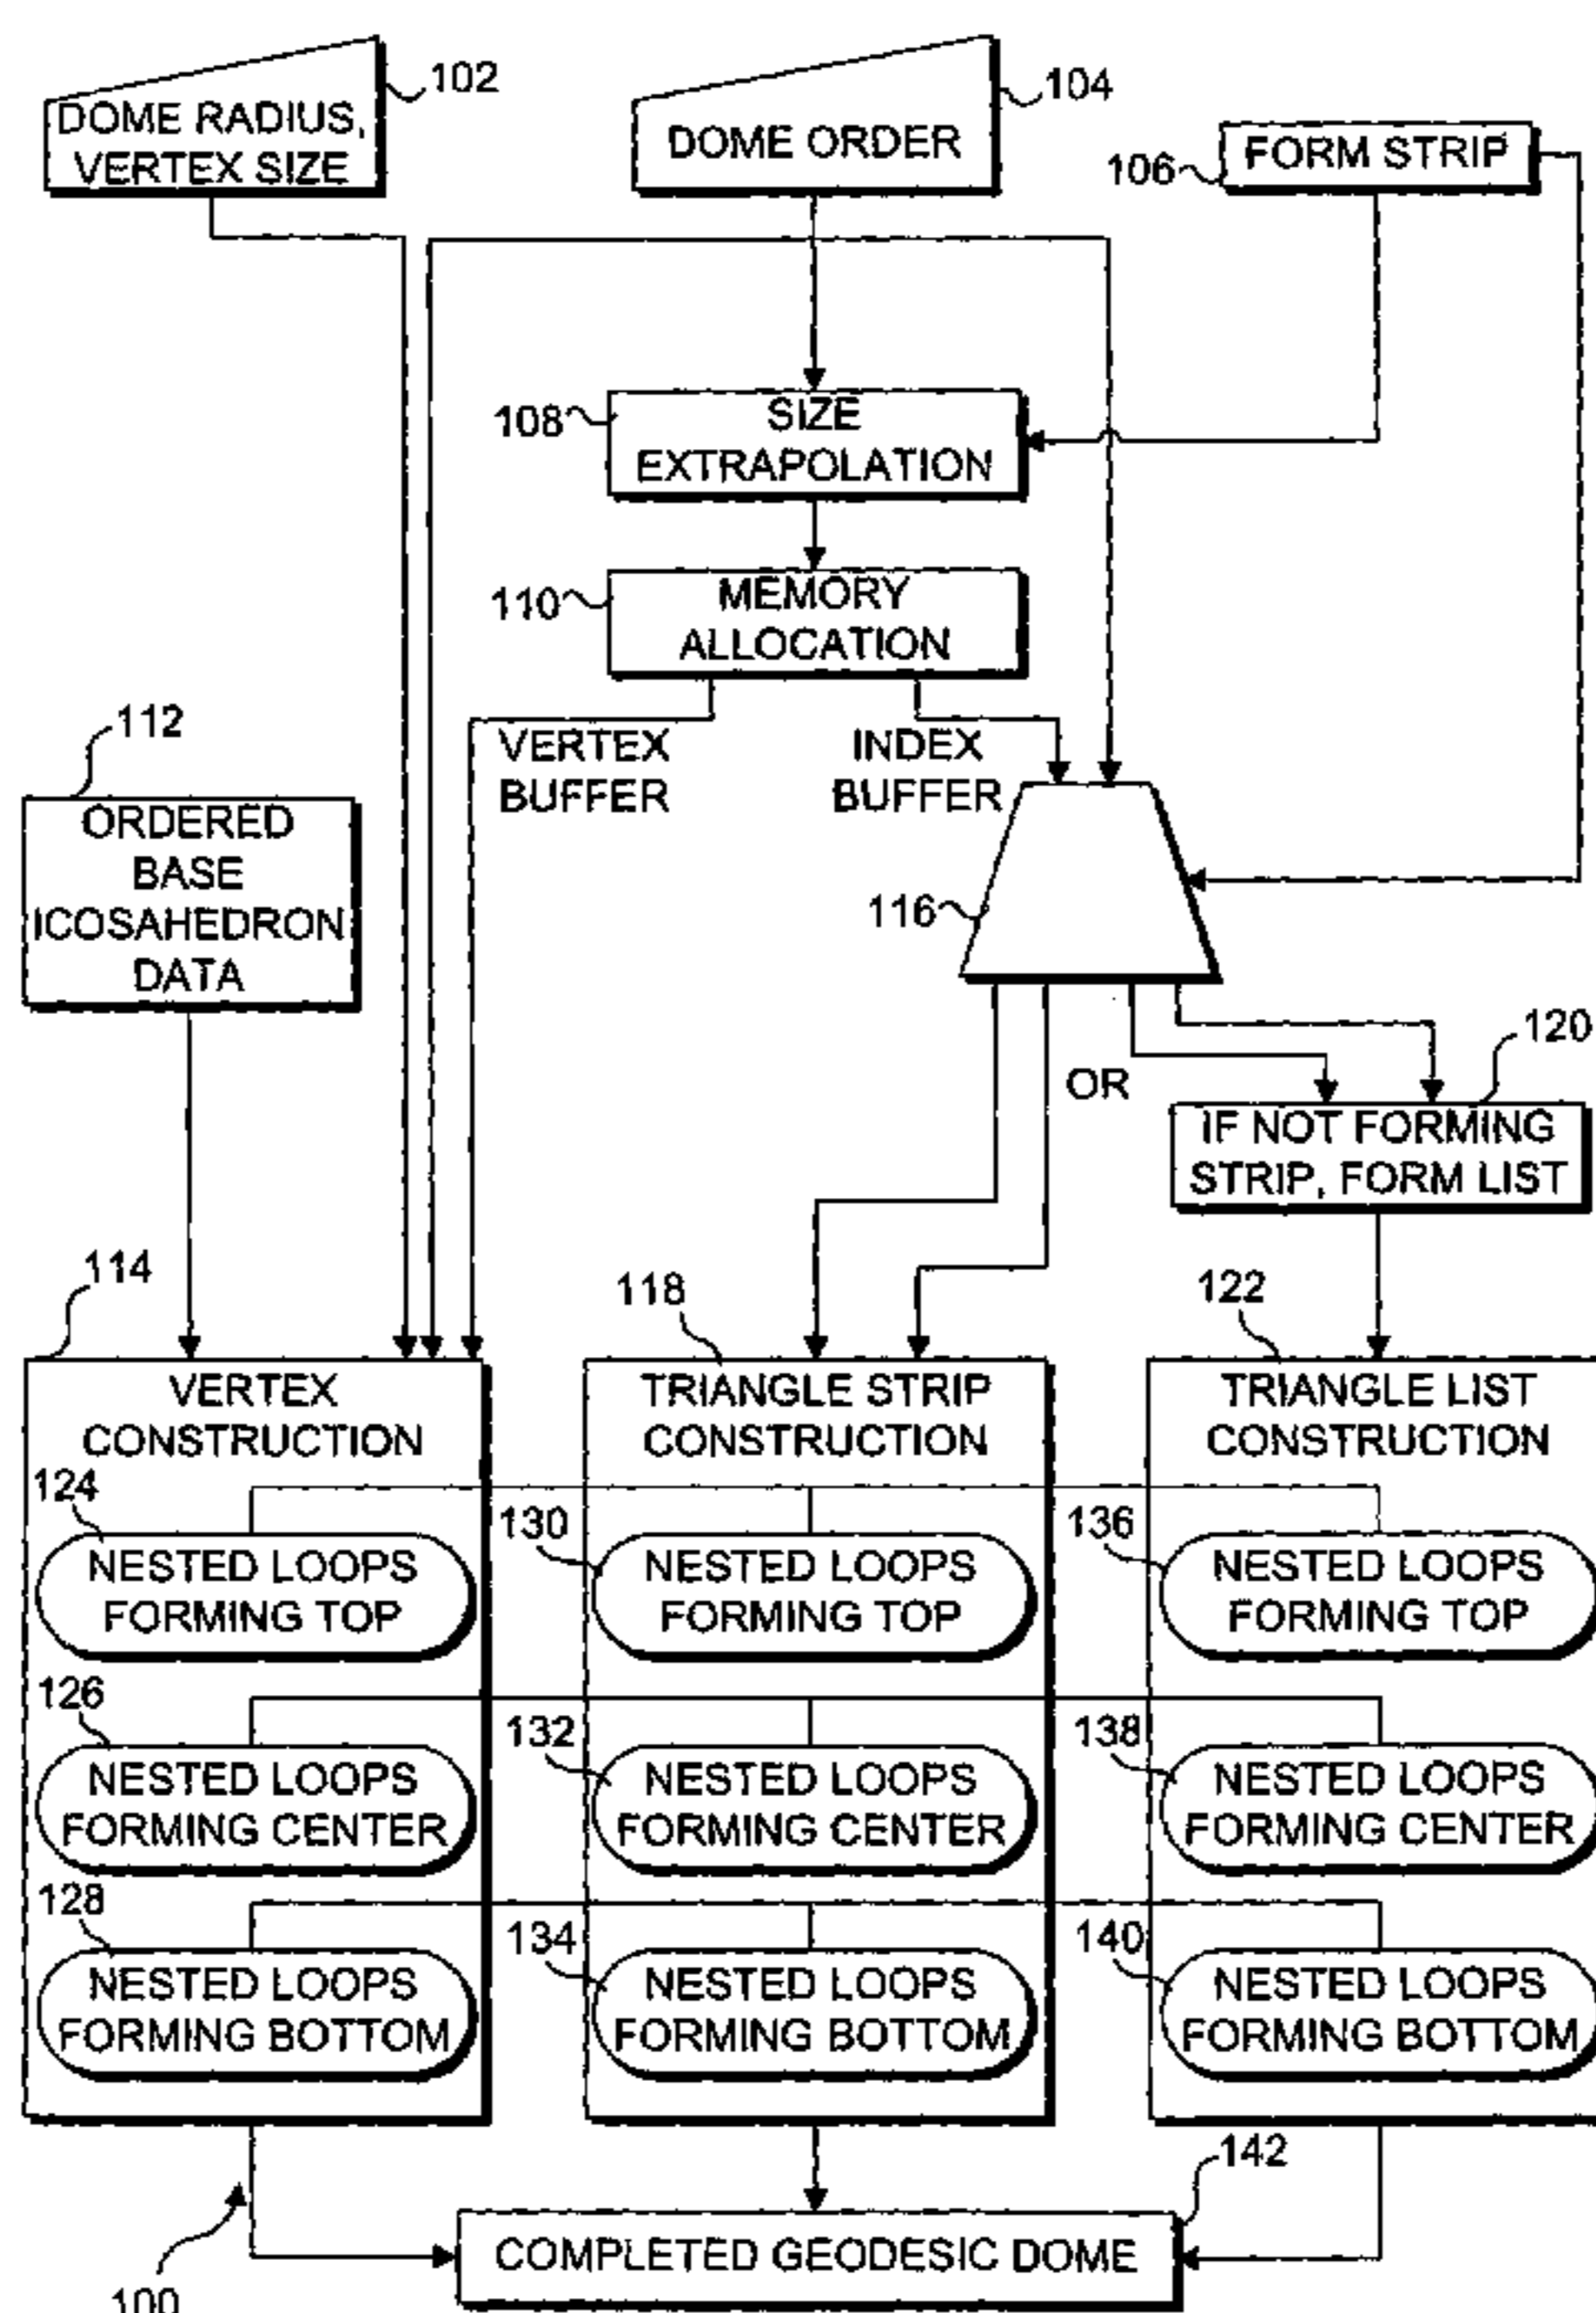 102
DOME RADIUS,
VERTEX SIZE
104
DOME ORDER
106
FORM STRIP
108
SIZE
EXTRAPOLATION
110
MEMORY
ALLOCATION
VERTEX
BUFFER
INDEX
BUFFER
112
ORDERED
BASE
ICOSAHEDRON
DATA
116
OR
120
IF NOT FORMING
STRIP, FORM LIST
114
VERTEX
CONSTRUCTION
118
TRIANGLE STRIP
CONSTRUCTION
122
TRIANGLE LIST
CONSTRUCTION
124
NESTED LOOPS
FORMING TOP
130
NESTED LOOPS
FORMING TOP
136
NESTED LOOPS
FORMING TOP
126
NESTED LOOPS
FORMING CENTER
132
NESTED LOOPS
FORMING CENTER
138
NESTED LOOPS
FORMING CENTER
128
NESTED LOOPS
FORMING BOTTOM
134
NESTED LOOPS
FORMING BOTTOM
140
NESTED LOOPS
FORMING BOTTOM
142
COMPLETED GEODESIC DOME
100